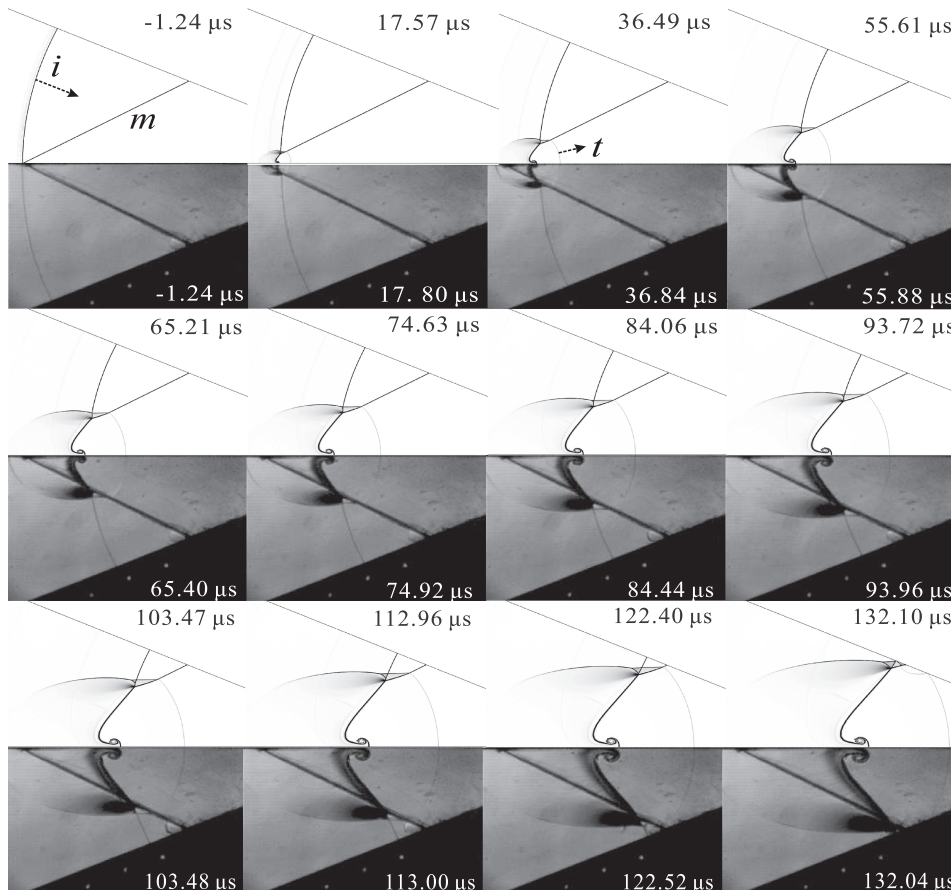 -1.24 µs 17.57 µs 36.49 µs 55.61 µs
i
m
t
-1.24 µs 17. 80 µs 36.84 µs 55.88 µs
65.21 µs 74.63 µs 84.06 µs 93.72 µs
65.40 µs 74.92 µs 84.44 µs 93.96 µs
103.47 µs 112.96 µs 122.40 µs 132.10 µs
103.48 µs 113.00 µs 122.52 µs 132.04 µs